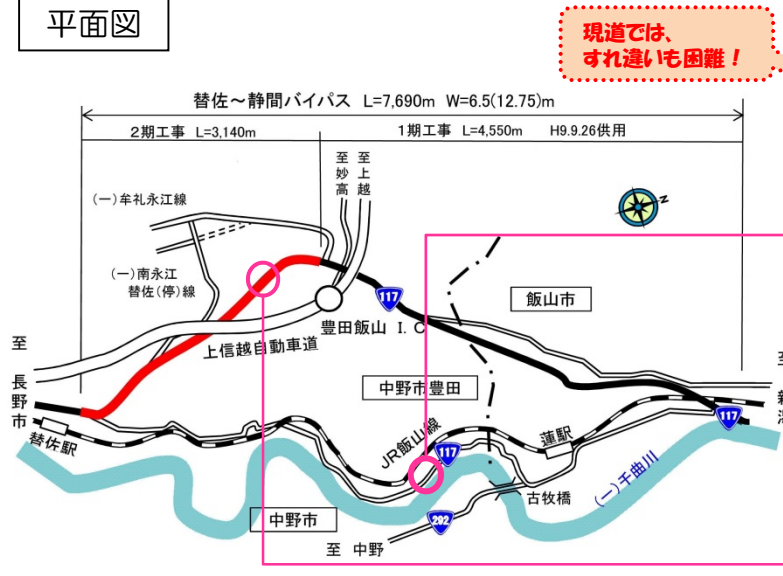 平面図
現道では、
すれ違いも困難！
替佐～静間バイパス L=7,690m W=6.5(12.75)m
2期工事 L=3,140m
1期工事 L=4,550m H9.9.26供用
至妙高
至上越
(一)牟礼永江線
N
(一)南永江
替佐(停)線
117
飯山市
豊田飯山 I. C
上信越自動車道
至長野市
中野市豊田
至
117
替佐駅
JR飯山線
117
蓮駅
古牧橋
(一)千曲川
中野市
292
至 中野